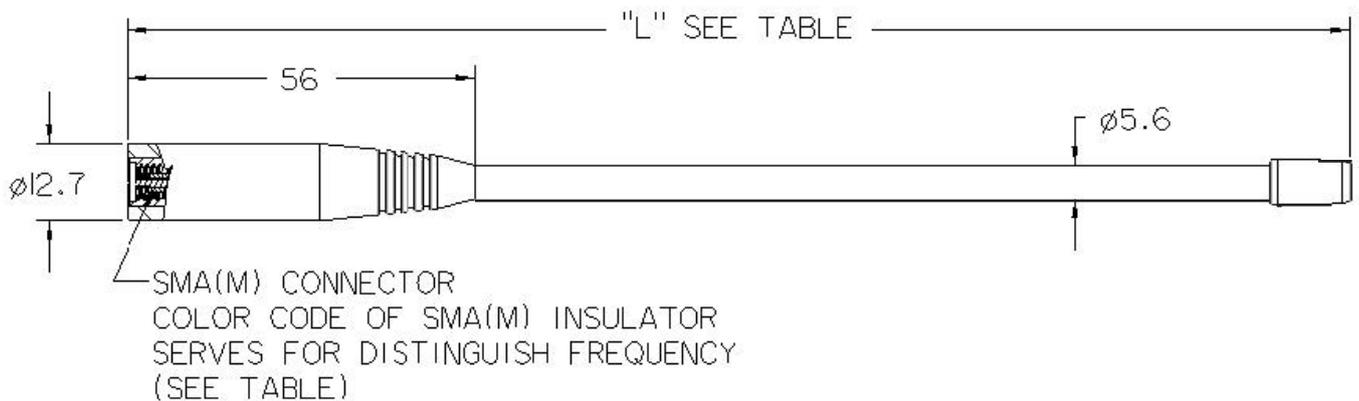 "L" SEE TABLE
56
ø5.6
ø12.7
SMA(M) CONNECTOR
COLOR CODE OF SMA(M) INSULATOR
SERVES FOR DISTINGUISH FREQUENCY
(SEE TABLE)